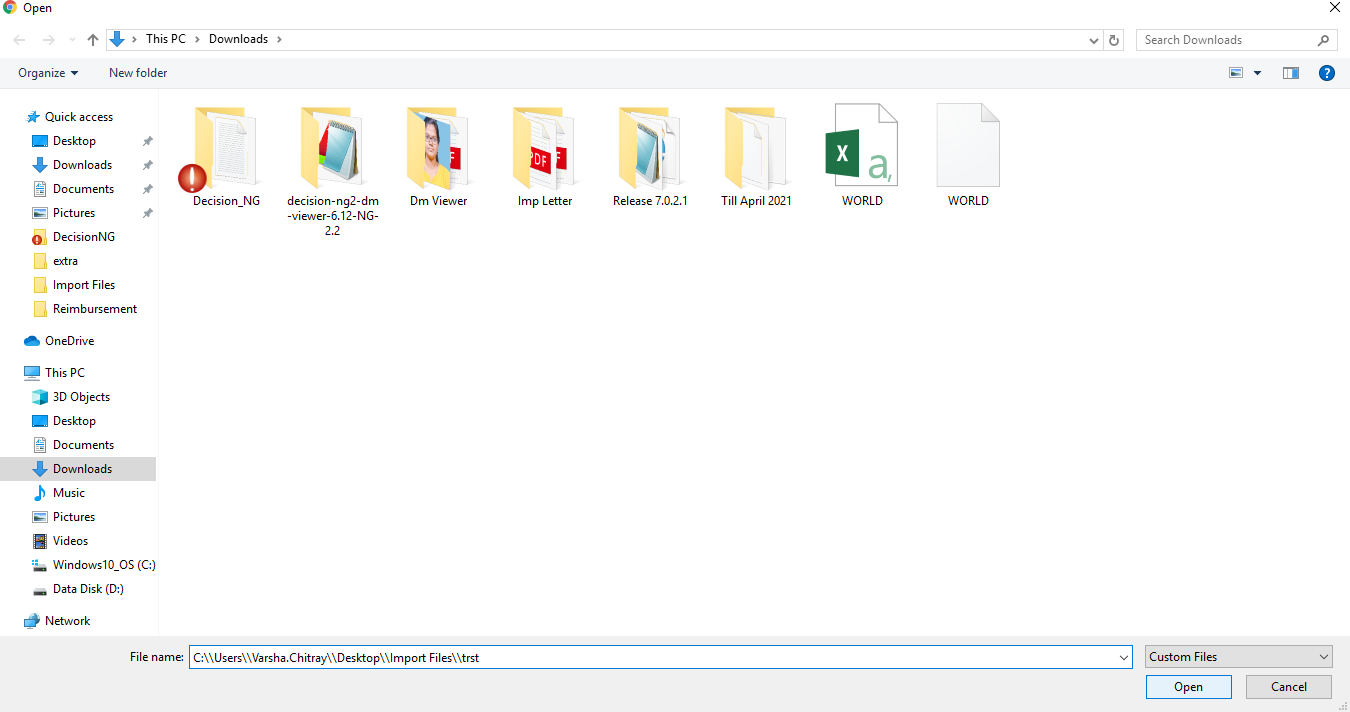 Open
This PC
Downloads
Search Downloads
Organize
New folder
?
Quick access
Desktop
Downloads
Documents
Pictures
DecisionNG
extra
Import Files
Reimbursement
OneDrive
This PC
3D Objects
Desktop
Documents
Downloads
Music
Pictures
Videos
Windows10_OS (C:)
Data Disk (D:)
Network
Decision_NG
decision-ng2-dm
-viewer-6.12-NG-
2.2
PDF
Dm Viewer
Imp Letter
Release 7.0.2.1
Till April 2021
X
a,
WORLD
WORLD
File name:
C:\\Users\\Varsha.Chitray\\Desktop\\Import Files\\trst
Custom Files
Open
Cancel